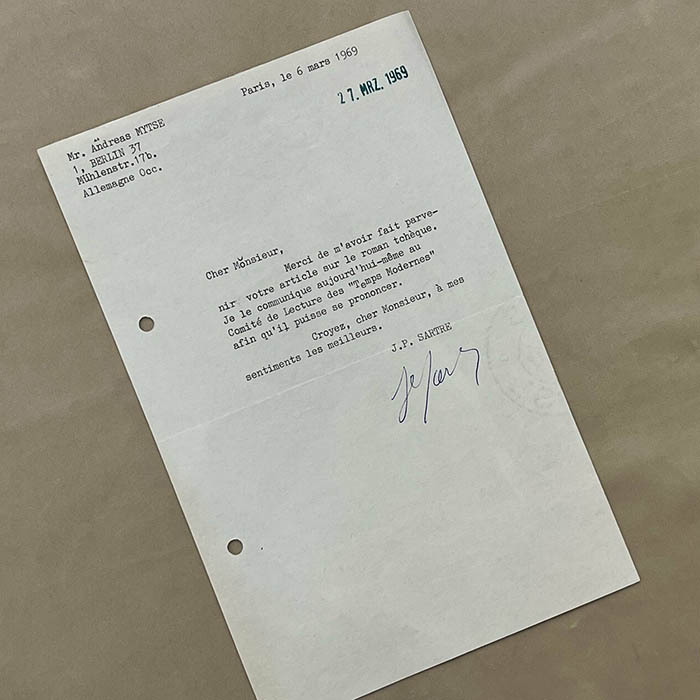 Paris, le 6 mars 1969
27. MRZ. 1969
Mr. Andreas MYTSE
1, BERLIN 37
Mühlenstr.17b.
Allemagne Occ.
Cher Monsieur,
Merci de m'avoir fait parve-
nir votre article sur le roman tchèque.
Je le communique aujourd'hui-même au
Comité de Lecture des "Temps Modernes"
afin qu'il puisse se prononcer.
Croyez, cher Monsieur, à mes
sentiments les meilleurs.
J.P. SARTRE